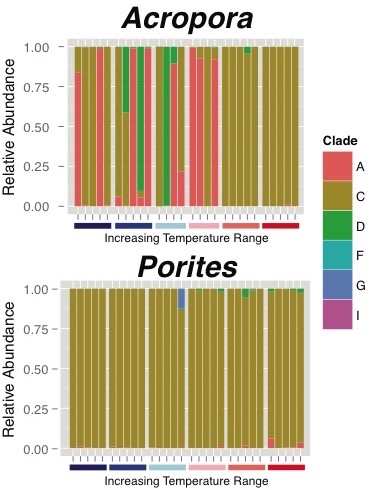 Acropora
Relative Abundance
1.00
0.75
0.50
0.25
0.00
Increasing Temperature Range
Porites
Relative Abundance
1.00
0.75
0.50
0.25
0.00
Increasing Temperature Range
Clade
A
C
D
F
G
I